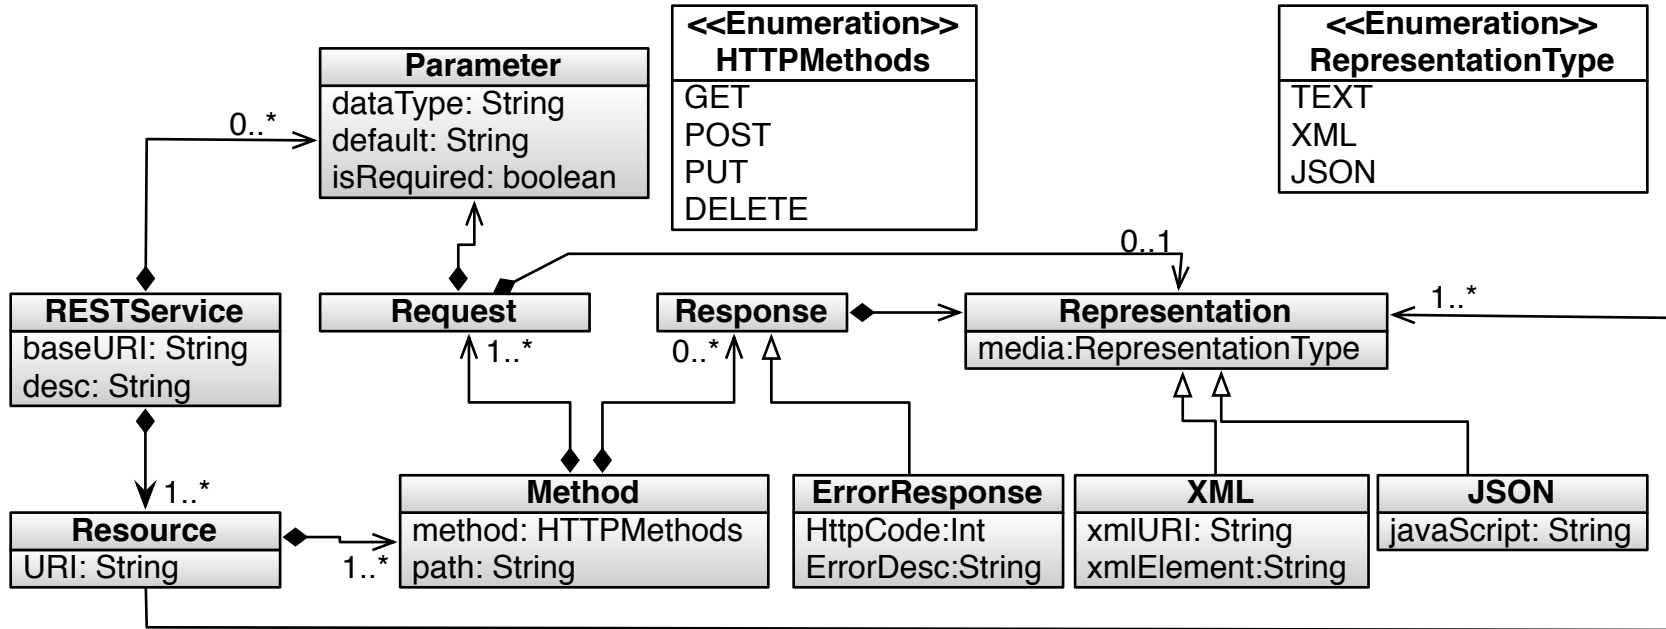 <<Enumeration>>
HTTPMethods
GET
POST
PUT
DELETE
<<Enumeration>>
RepresentationType
TEXT
XML
JSON
Parameter
dataType: String
default: String
isRequired: boolean
0..*
0..1
1..*
RESTService
baseURI: String
desc: String
Request
Response
Representation
media:RepresentationType
1..*
0..*
1..*
Resource
URI: String
1..*
Method
method: HTTPMethods
path: String
ErrorResponse
HttpCode:Int
ErrorDesc:String
XML
xmlURI: String
xmlElement:String
JSON
javaScript: String